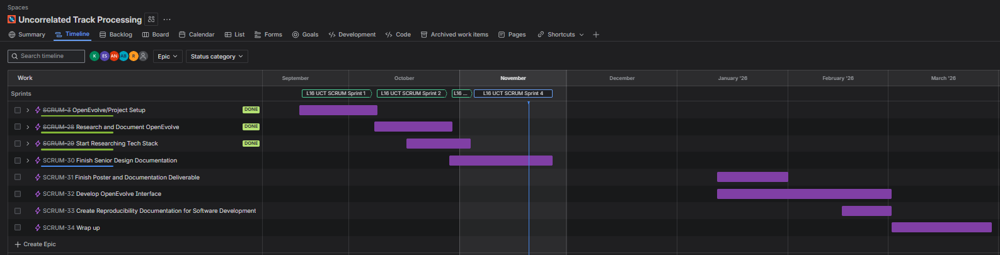 Spaces
Uncorrelated Track Processing
Summary Timeline Backlog Board Calendar List Forms Goals Development Code Archived work items Pages Shortcuts
Search timeline K ES AN AB R Epic Status category
Work September October November December January '26 February '26 March '26
Sprints L16 UCT SCRUM Sprint 1 L16 UCT SCRUM Sprint 2 L16 ... L16 UCT SCRUM Sprint 4
SCRUM-3 OpenEvolve/Project Setup DONE
SCRUM-28 Research and Document OpenEvolve
SCRUM-29 Start Researching Tech Stack DONE
SCRUM-30 Finish Senior Design Documentation
SCRUM-31 Finish Poster and Documentation Deliverable
SCRUM-32 Develop OpenEvolve Interface
SCRUM-33 Create Reproducibility Documentation for Software Development
SCRUM-34 Wrap up
Create Epic